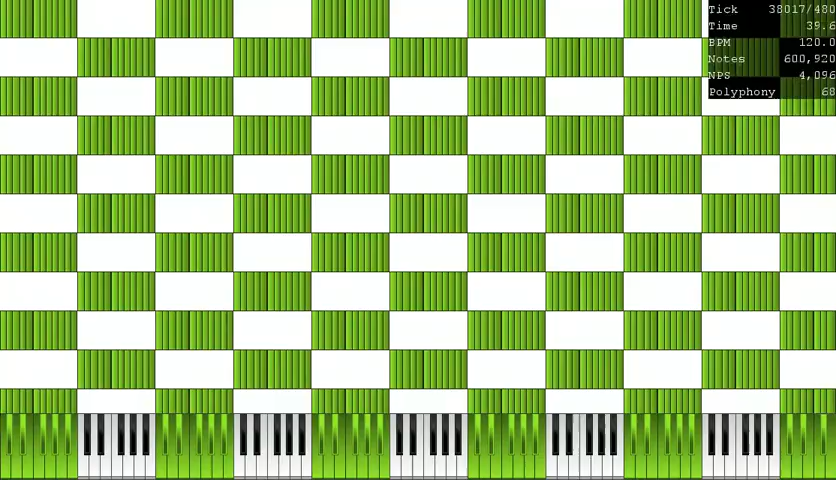 Tick 38017/480
Time 39.6
BPM 120.0
Notes 600,920
NPS 4,096
Polyphony 68